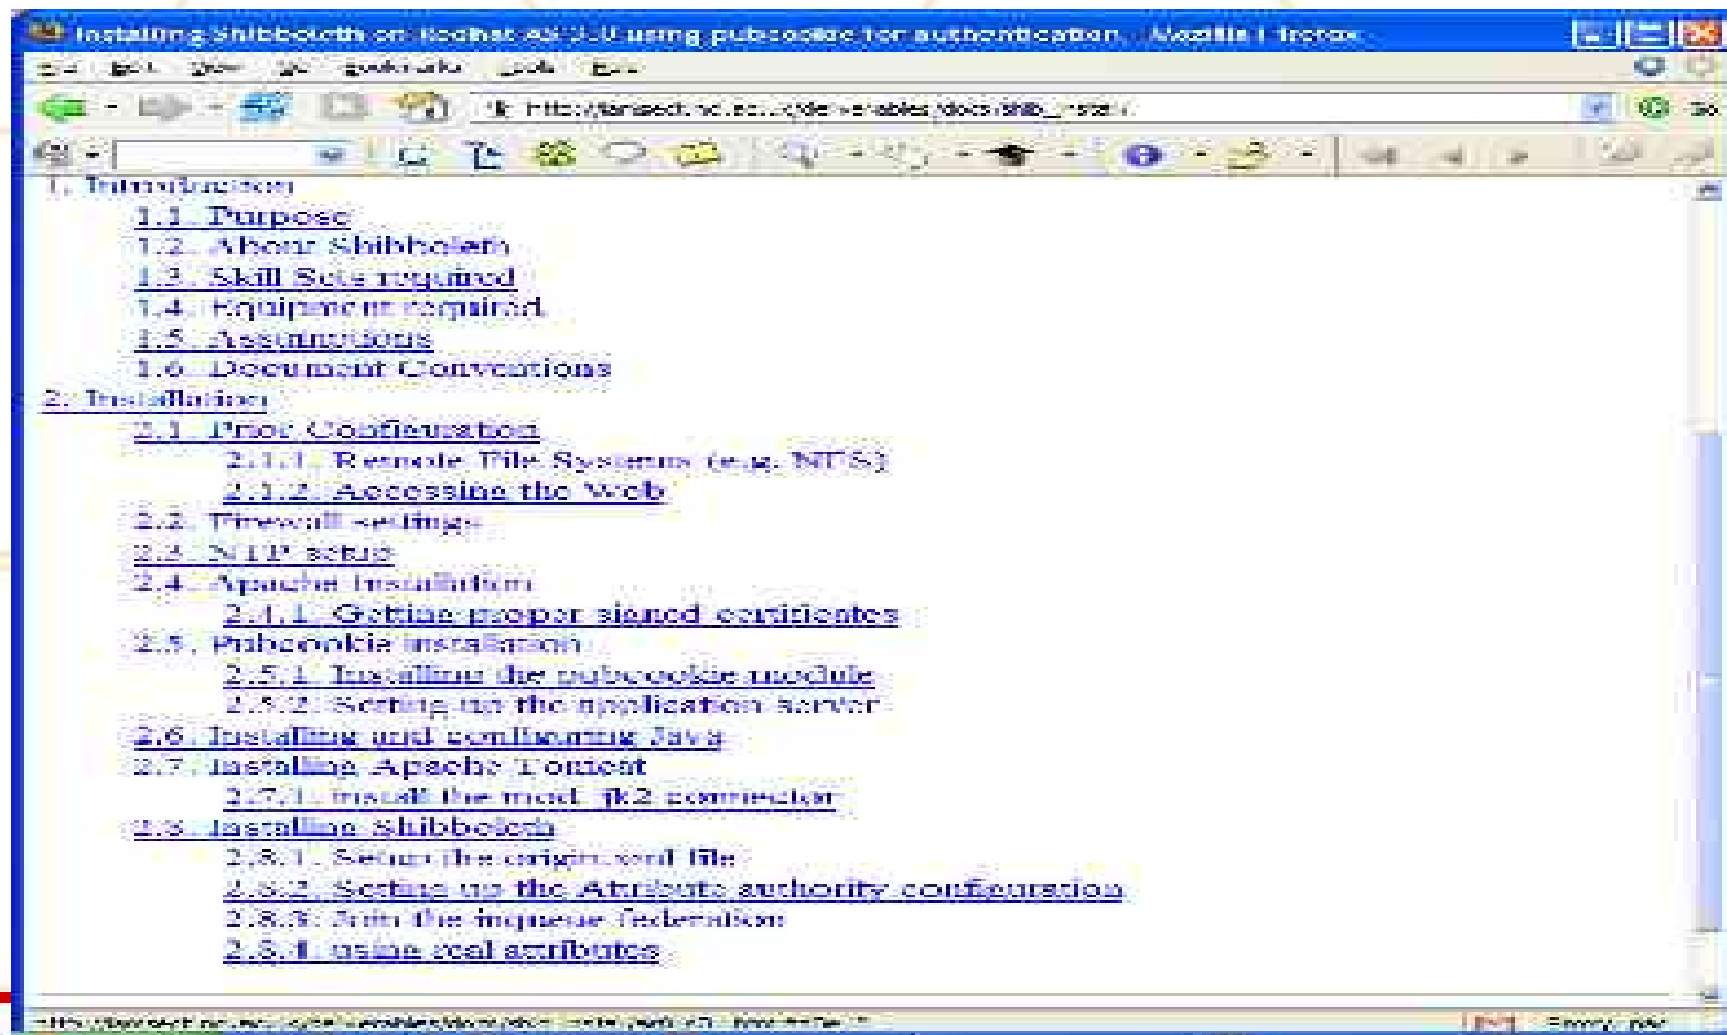 Installing Shibboleth on Redhat AS 3.0 using pubcookie for authentication - Mozilla Firefox
Bookmarks Tools
Go
1. Introduction
1.1. Purpose
1.2. About Shibboleth
1.3. Skill Sets required
1.4. Equipment required
1.5. Assumptions
1.6. Document Conventions
2. Installation
2.1. Prior Configuration
2.1.1. Remote File Systems (e.g. NFS)
2.1.2. Accessing the Web
2.2. Firewall settings
2.3. NTP setup
2.4. Apache Installation
2.4.1. Getting proper signed certificates
2.5. Pubcookie installation
2.5.1. Installing the pubcookie module
2.5.2. Setting up the application server
2.6. Installing and configuring Java
2.7. Installing Apache Tomcat
2.7.1. install the mod_jk2 connector
2.8. Installing Shibboleth
2.8.1. Setup the origin.xml file
2.8.2. Setting up the Attribute authority configuration
2.8.3. Join the inqueue federation
2.8.4. using real attributes